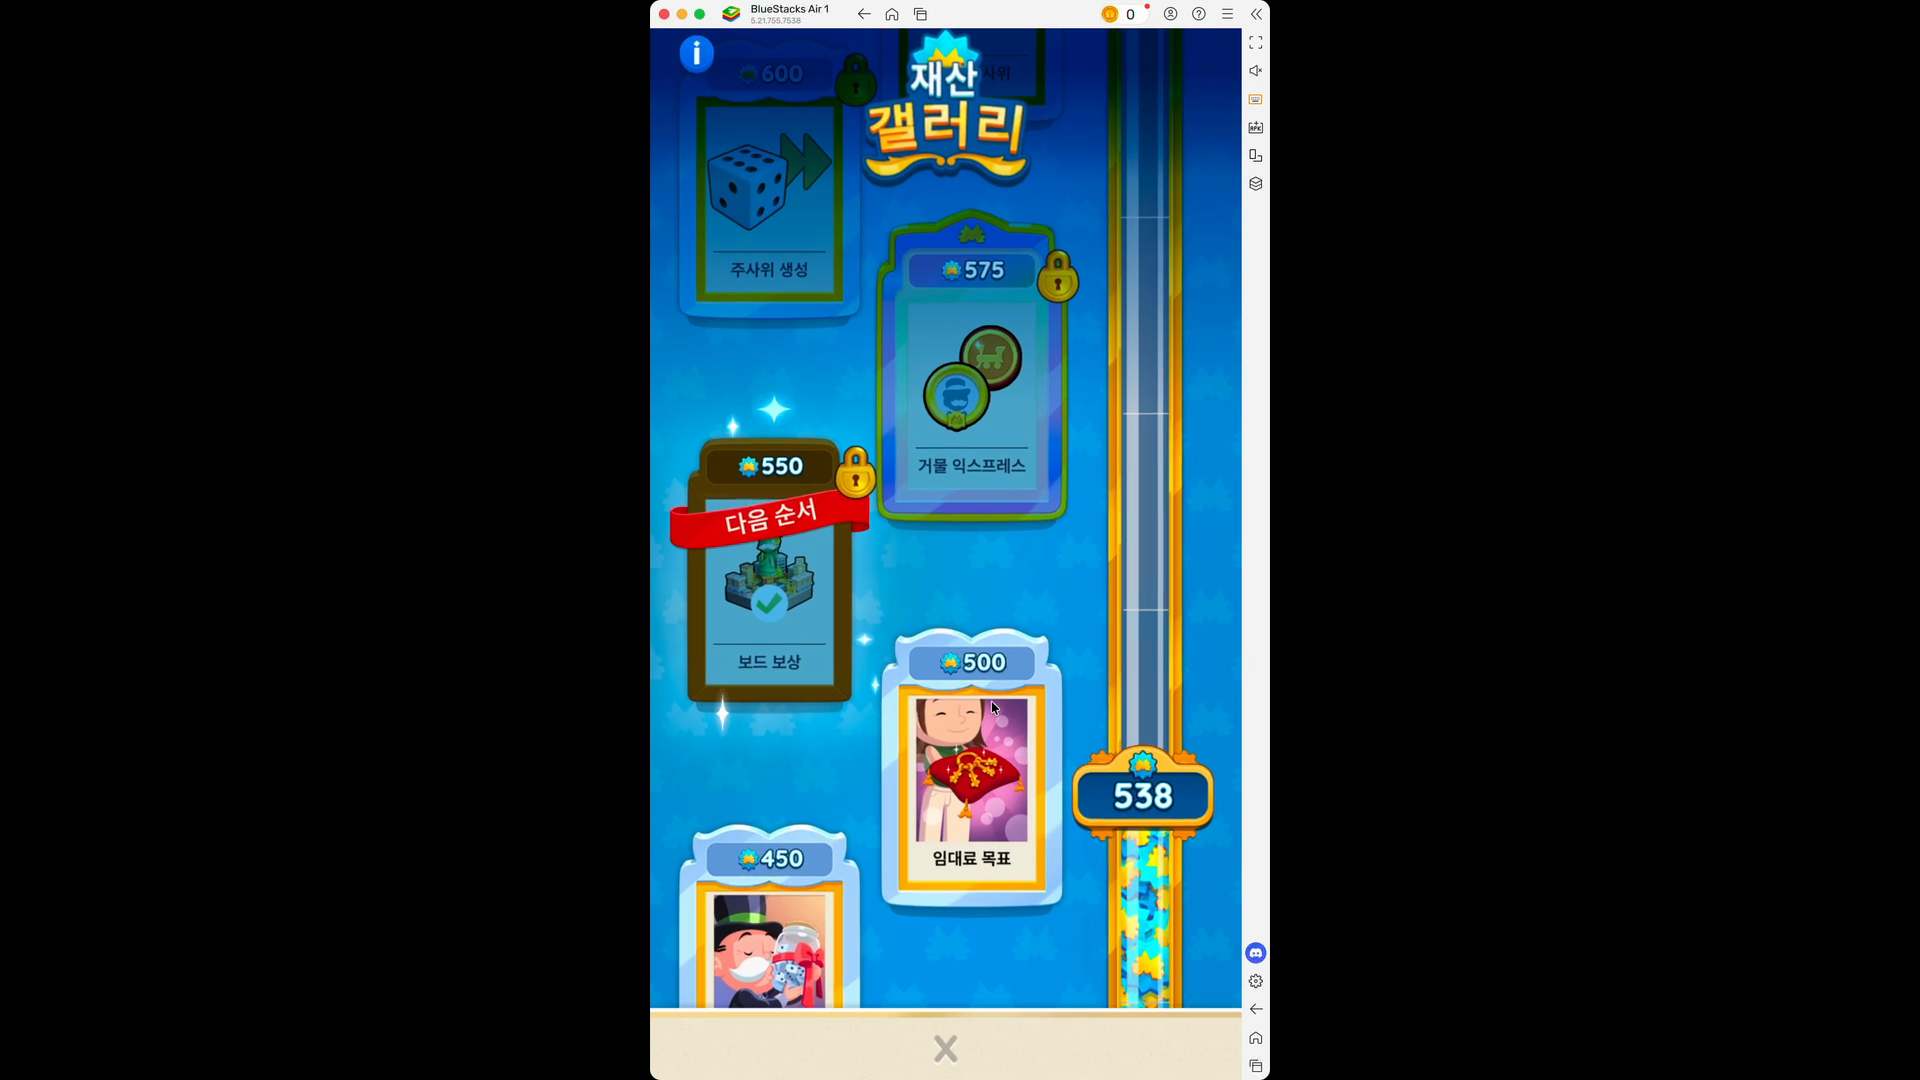 BlueStacks Air 1
5.21.755.7538
0
재산
갤러리
600
사위
주사위 생성
575
거물 익스프레스
550
다음 순서
보드 보상
500
임대료 목표
538
450